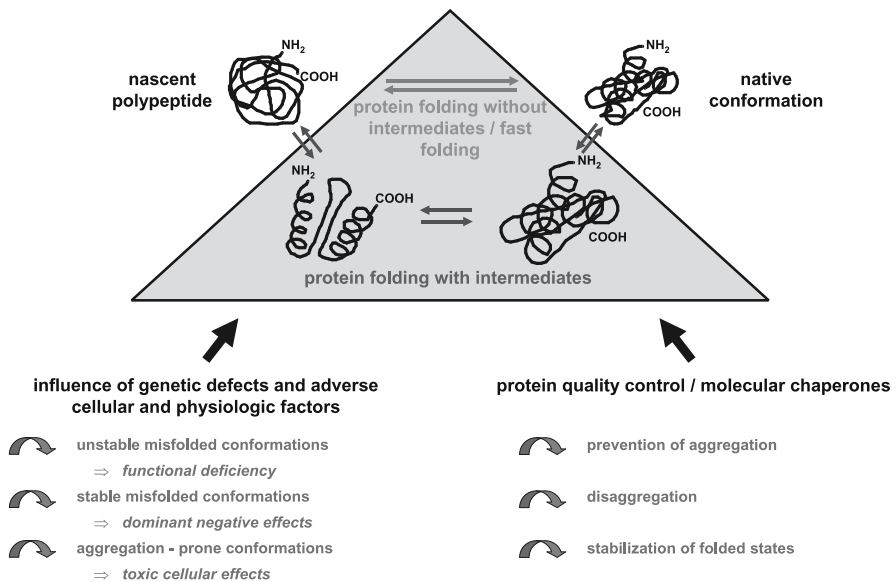 NH2
COOH
nascent
polypeptide
protein folding without
intermediates / fast
folding
NH2
COOH
native
conformation
NH2
COOH
NH2
COOH
protein folding with intermediates
influence of genetic defects and adverse
cellular and physiologic factors
unstable misfolded conformations
⇒ functional deficiency
stable misfolded conformations
⇒ dominant negative effects
aggregation - prone conformations
⇒ toxic cellular effects
protein quality control / molecular chaperones
prevention of aggregation
disaggregation
stabilization of folded states